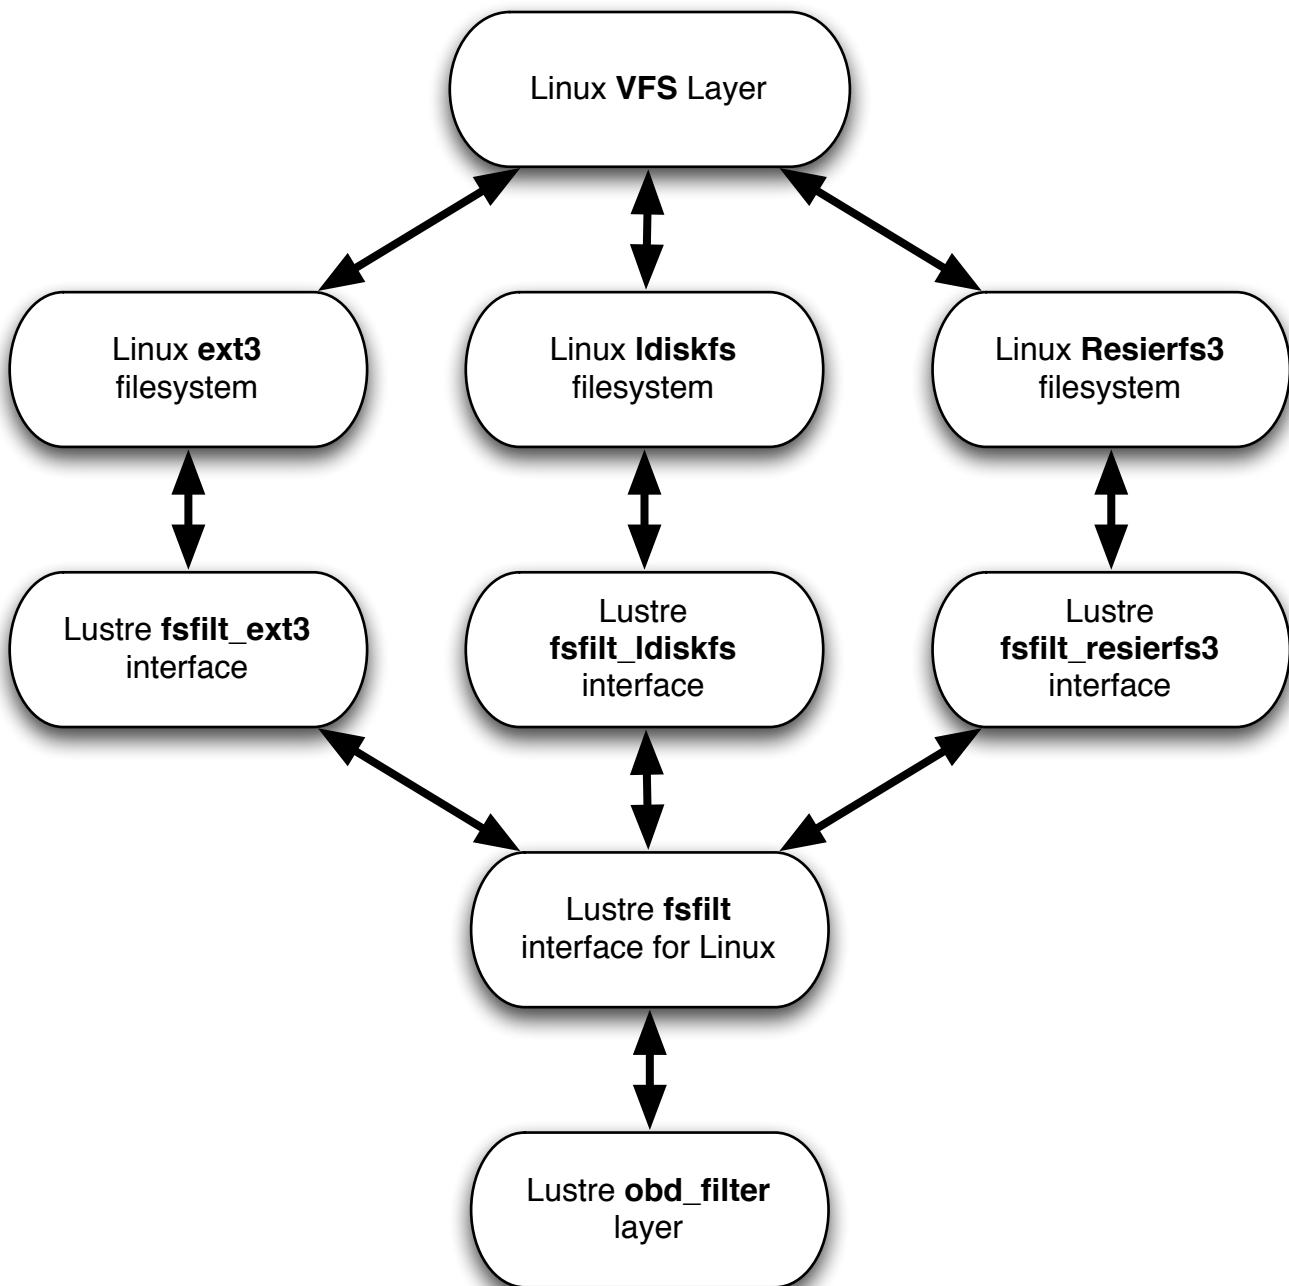 Linux VFS Layer
Linux ext3
filesystem
Linux ldiskfs
filesystem
Linux Resierfs3
filesystem
Lustre fsfilt_ext3
interface
Lustre
fsfilt_ldiskfs
interface
Lustre
fsfilt_resierfs3
interface
Lustre fsfilt
interface for Linux
Lustre obd_filter
layer